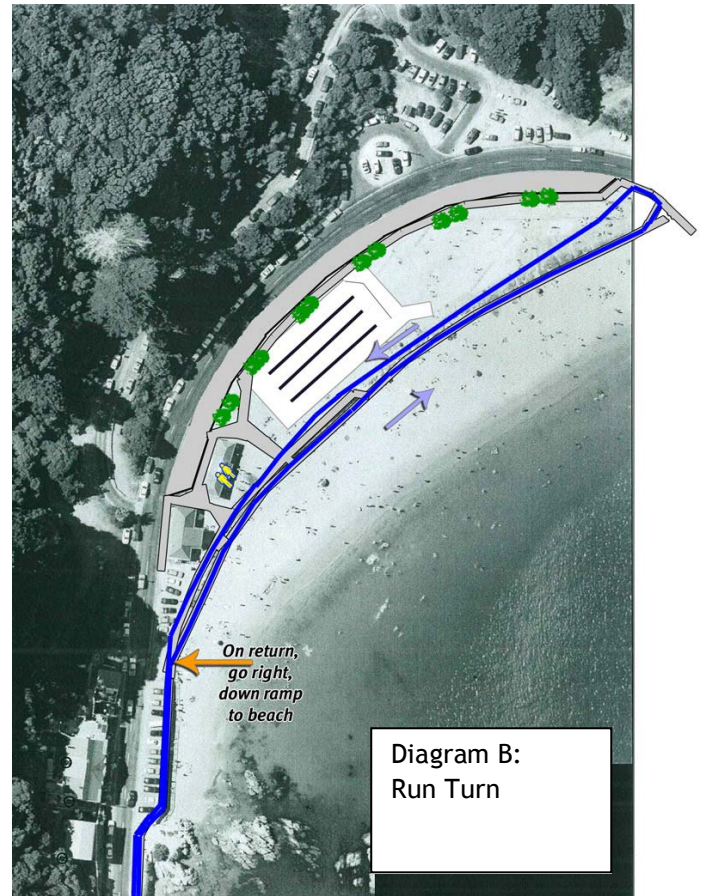 On return,
go right,
down ramp
to beach
Diagram B:
Run Turn